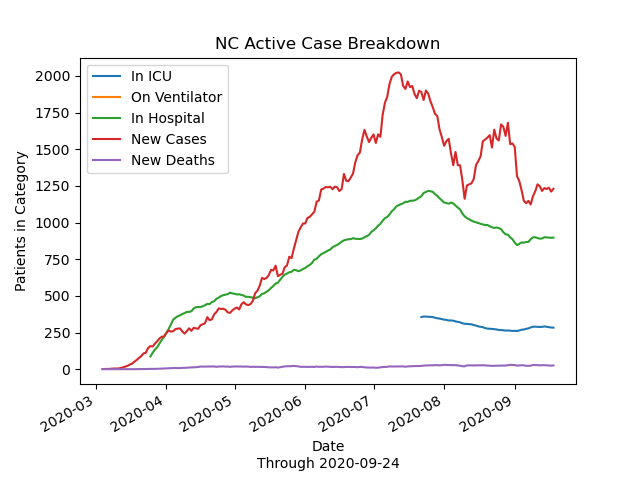 NC Active Case Breakdown
In ICU
On Ventilator
In Hospital
New Cases
New Deaths
Patients in Category
2000
1750
1500
1250
1000
750
500
250
0
2020-03
2020-04
2020-05
2020-06
2020-07
2020-08
2020-09
Date
Through 2020-09-24